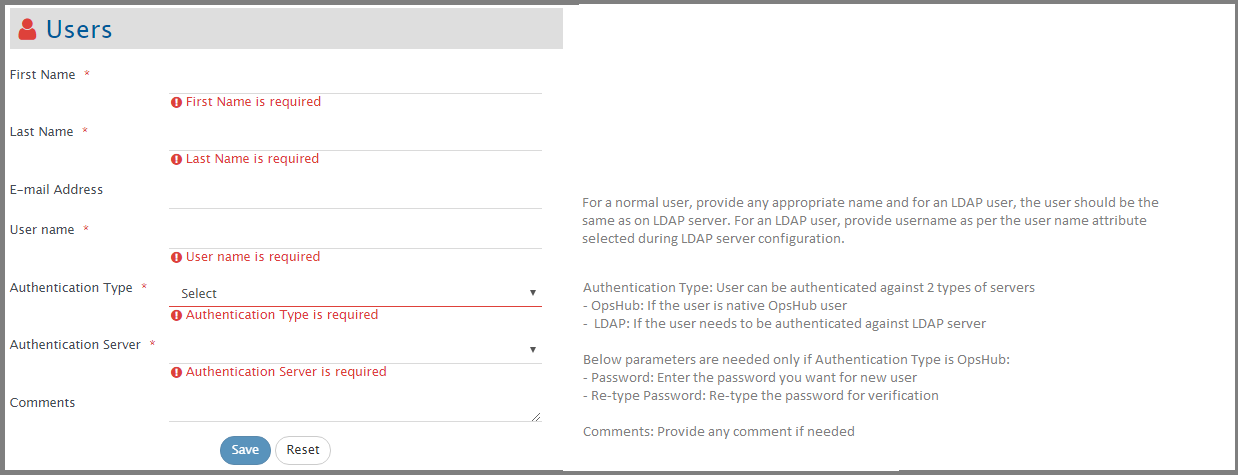 Users
First Name *
First Name is required
Last Name *
Last Name is required
E-mail Address
User name *
User name is required
Authentication Type *
Select
Authentication Type is required
Authentication Server *
Authentication Server is required
Comments
Save
Reset
For a normal user, provide any appropriate name and for an LDAP user, the user should be the
same as on LDAP server. For an LDAP user, provide username as per the user name attribute
selected during LDAP server configuration.
Authentication Type: User can be authenticated against 2 types of servers
- OpsHub: If the user is native OpsHub user
- LDAP: If the user needs to be authenticated against LDAP server
Below parameters are needed only if Authentication Type is OpsHub:
- Password: Enter the password you want for new user
- Re-type Password: Re-type the password for verification
Comments: Provide any comment if needed